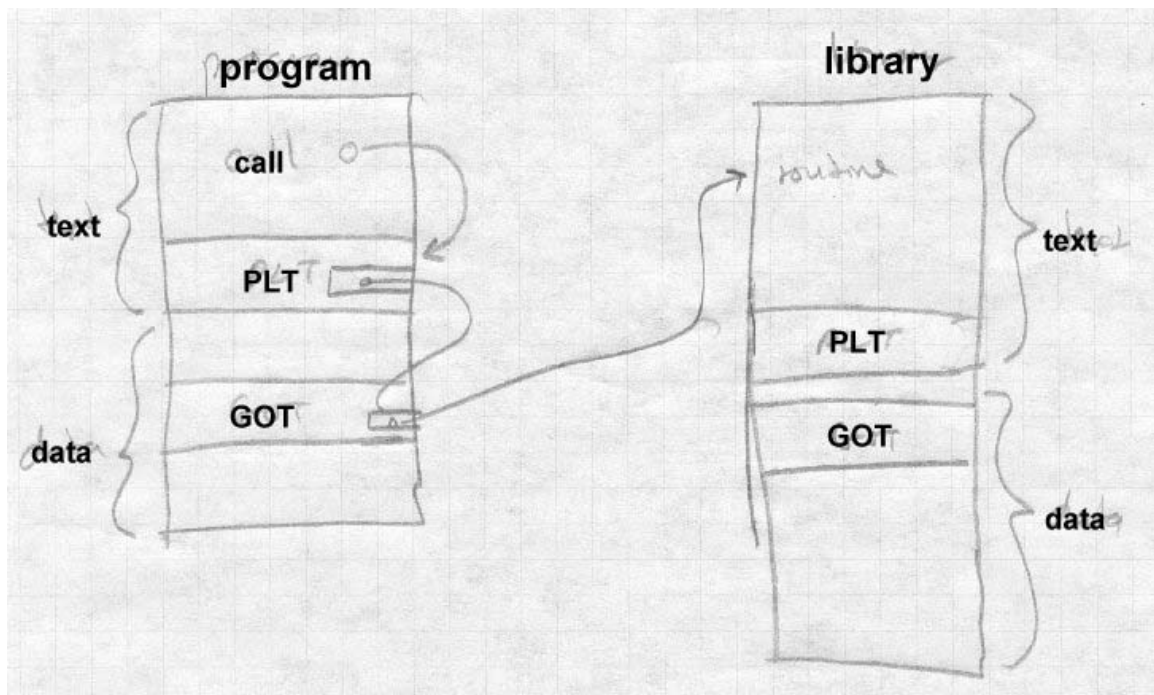 program
call
text
PLT
GOT
data
library
routine
text
PLT
GOT
data